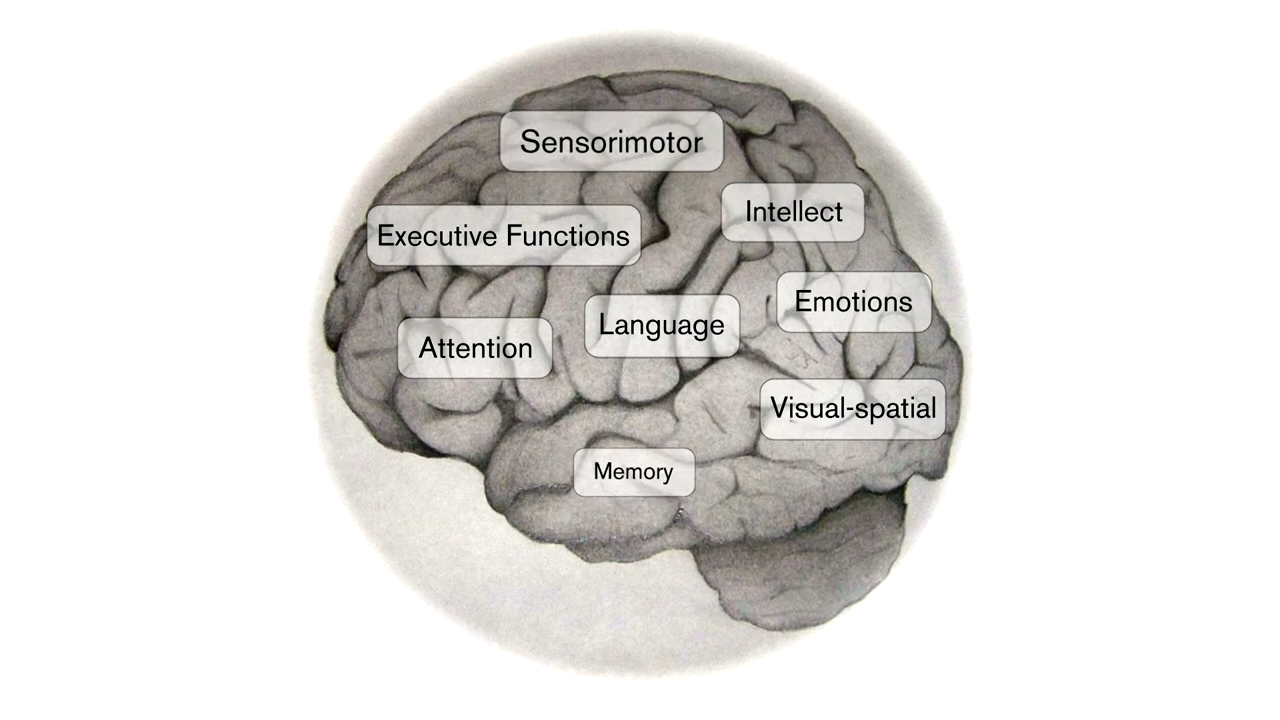 Sensorimotor
Intellect
Executive Functions
Emotions
Language
Attention
Visual-spatial
Memory